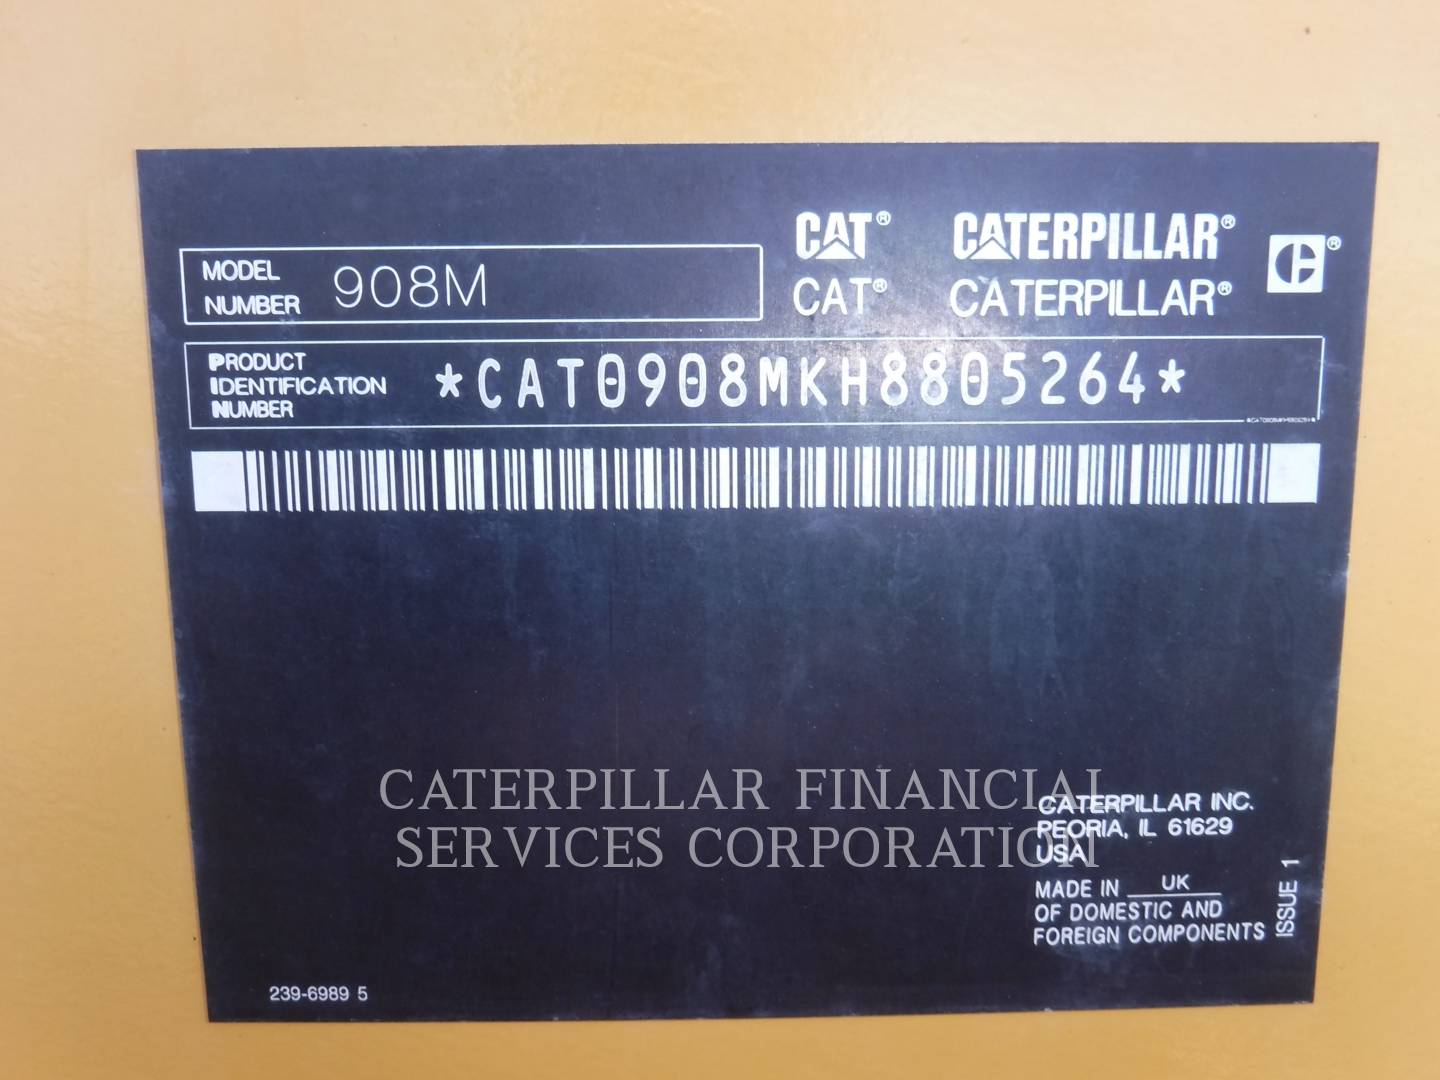 CAT® CATERPILLAR®
CAT® CATERPILLAR®
C ®
MODEL
NUMBER 908M
PRODUCT
IDENTIFICATION
NUMBER
*CAT0908MKH8805264*
*CAT0908MKH8805264*
CATERPILLAR FINANCIAL
SERVICES CORPORATION
CATERPILLAR INC.
PEORIA, IL 61629
USA
MADE IN UK
OF DOMESTIC AND
FOREIGN COMPONENTS
ISSUE 1
239-6989 5